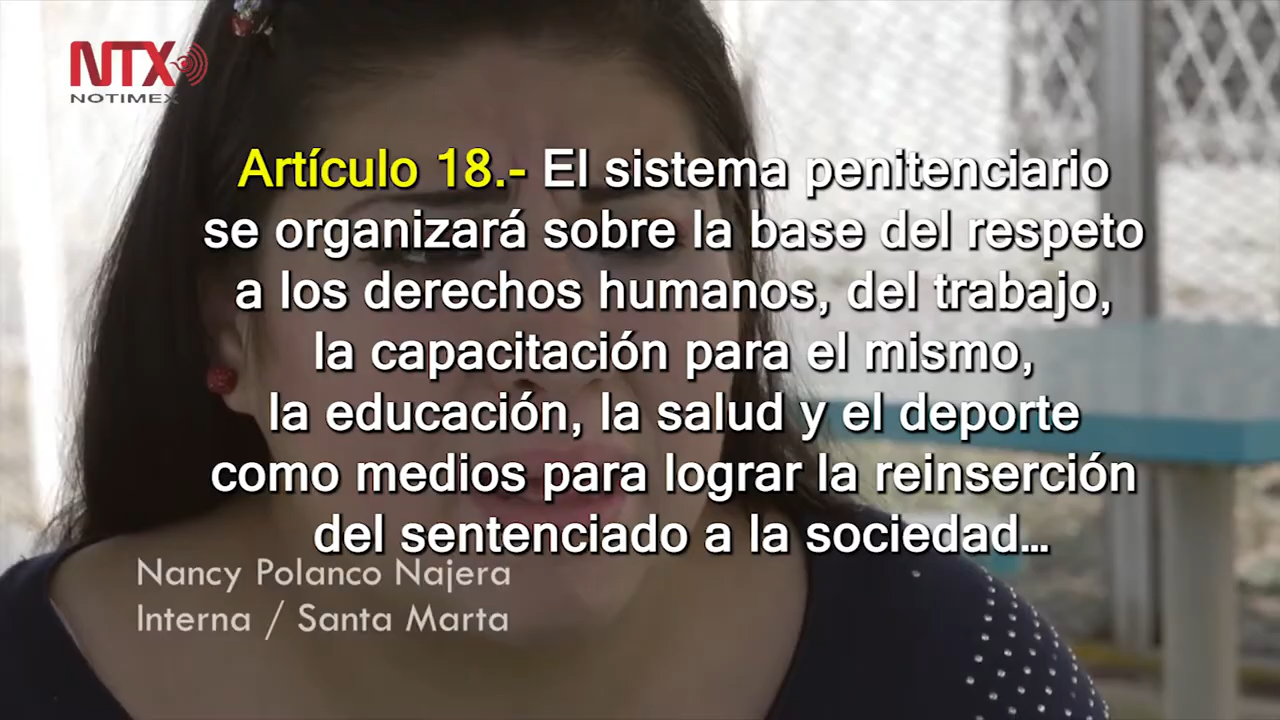 NTX
NOTIMEX
Artículo 18.- El sistema penitenciario
se organizará sobre la base del respeto
a los derechos humanos, del trabajo,
la capacitación para el mismo,
la educación, la salud y el deporte
como medios para lograr la reinserción
del sentenciado a la sociedad...
Nancy Polanco Najera
Interna / Santa Marta